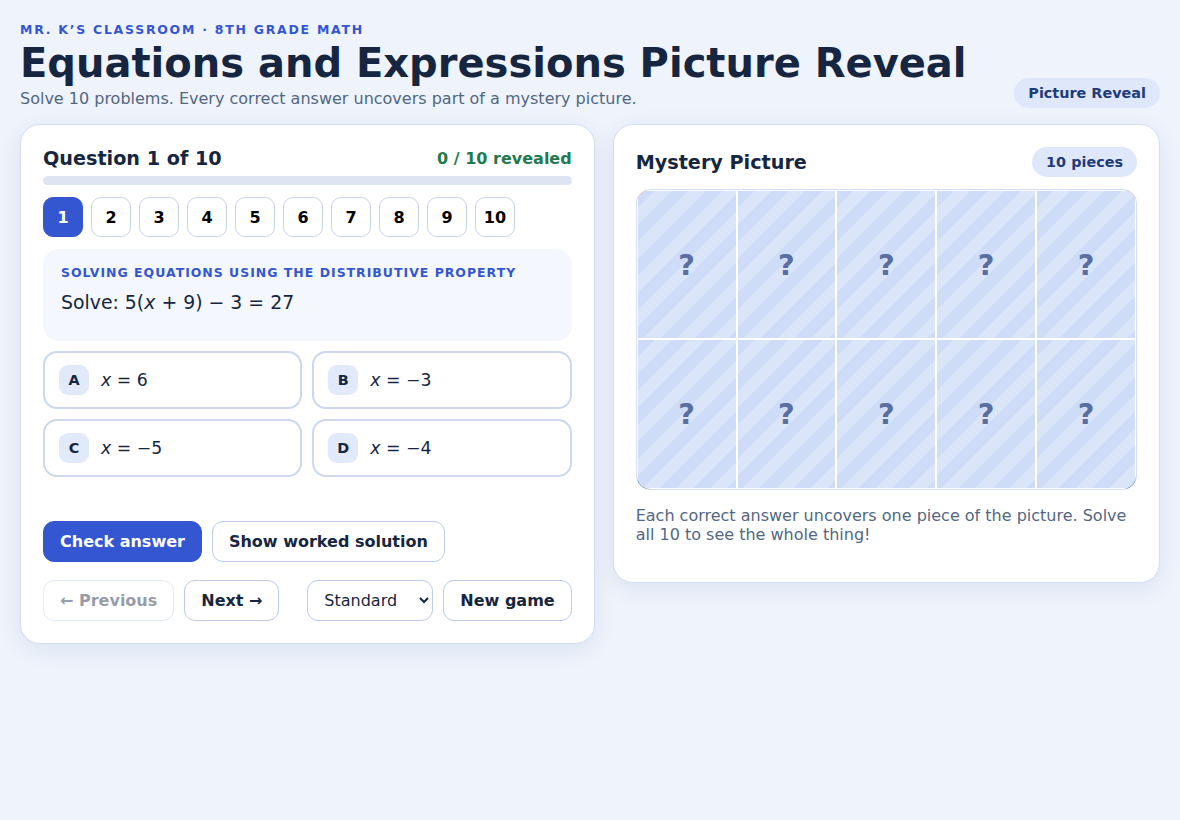 MR. K’S CLASSROOM · 8TH GRADE MATH
Equations and Expressions Picture Reveal
Solve 10 problems. Every correct answer uncovers part of a mystery picture.
Picture Reveal
Question 1 of 10
0 / 10 revealed
1 2 3 4 5 6 7 8 9 10
SOLVING EQUATIONS USING THE DISTRIBUTIVE PROPERTY
Solve: 5(x + 9) − 3 = 27
A x = 6
B x = −3
C x = −5
D x = −4
Check answer
Show worked solution
← Previous
Next →
Standard
New game
Mystery Picture
10 pieces
? ? ? ? ?
? ? ? ? ?
Each correct answer uncovers one piece of the picture. Solve
all 10 to see the whole thing!